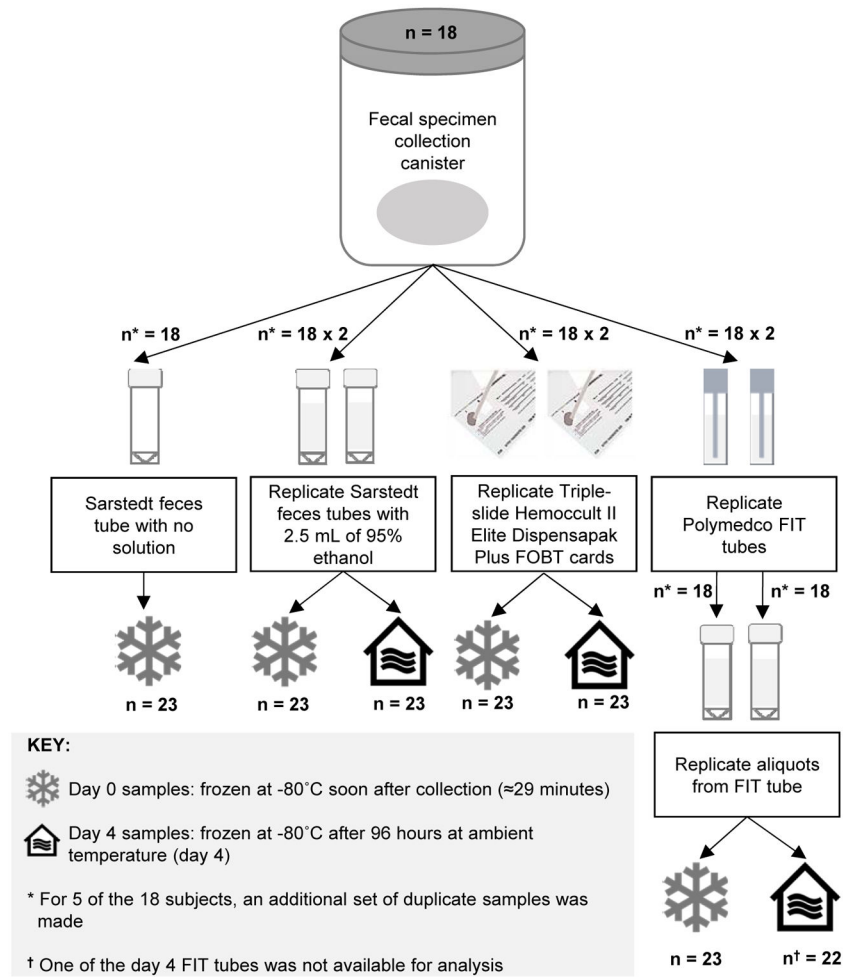 n = 18
Fecal specimen
collection
canister
n* = 18
n* = 18 x 2
n* = 18 x 2
n* = 18 x 2
Sarstedt feces
tube with no
solution
Replicate Sarstedt
feces tubes with
2.5 mL of 95%
ethanol
Replicate Triple-
slide Hemoccult II
Elite Dispensapak
Plus FOBT cards
Replicate
Polymedco FIT
tubes
n* = 18
n* = 18
n = 23
n = 23
n = 23
n = 23
n = 23
Replicate aliquots
from FIT tube
n = 23
n† = 22
KEY:
Day 0 samples: frozen at -80˚C soon after collection (≈29 minutes)
Day 4 samples: frozen at -80˚C after 96 hours at ambient
temperature (day 4)
* For 5 of the 18 subjects, an additional set of duplicate samples was
made
† One of the day 4 FIT tubes was not available for analysis